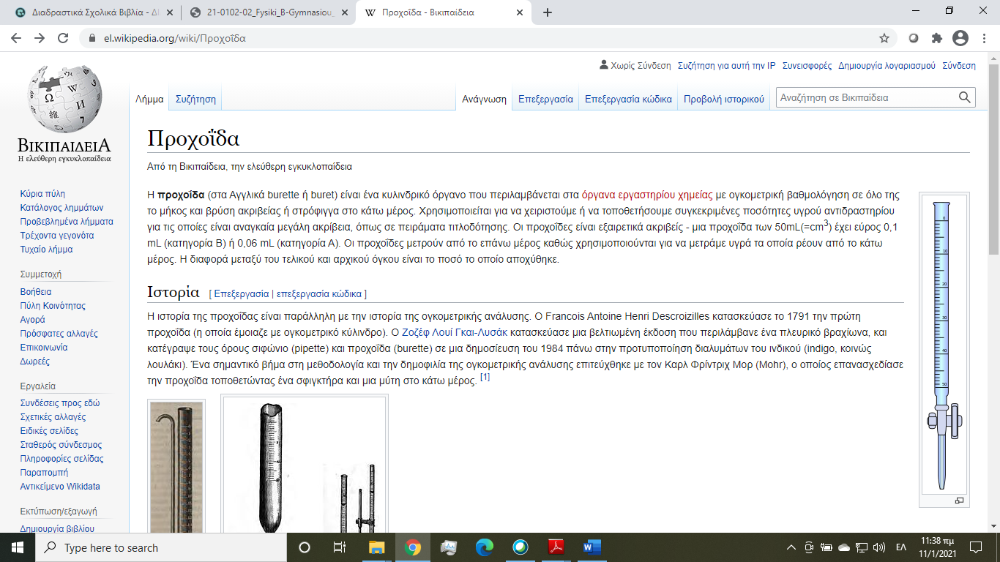 Διαδραστικά Σχολικά Βιβλία - Δ
21-0102-02_Fysiki_B-Gymnasiou_
Προχοΐδα - Βικιπαίδεια
el.wikipedia.org/wiki/Προχοΐδα
Χωρίς Σύνδεση Συζήτηση για αυτή την IP Συνεισφορές Δημιουργία λογαριασμού Σύνδεση
Λήμμα Συζήτηση Ανάγνωση Επεξεργασία Επεξεργασία κώδικα Προβολή ιστορικού Αναζήτηση σε Βικιπαίδεια
ΒΙΚΙΠΑΙΔΕΙΑ
Η ελεύθερη εγκυκλοπαίδεια
Κύρια πύλη
Κατάλογος λημμάτων
Προβεβλημένα λήμματα
Τρέχοντα γεγονότα
Τυχαίο λήμμα
Συμμετοχή
Βοήθεια
Πύλη Κοινότητας
Αγορά
Πρόσφατες αλλαγές
Επικοινωνία
Δωρεές
Εργαλεία
Συνδέσεις προς εδώ
Σχετικές αλλαγές
Ειδικές σελίδες
Σταθερός σύνδεσμος
Πληροφορίες σελίδας
Παραπομπή
Αντικείμενο Wikidata
Εκτύπωση/εξαγωγή
Δημιουργία βιβλίου
Προχοΐδα
Από τη Βικιπαίδεια, την ελεύθερη εγκυκλοπαίδεια
Η προχοΐδα (στα Αγγλικά burette ή buret) είναι ένα κυλινδρικό όργανο που περιλαμβάνεται στα όργανα εργαστηρίου χημείας με ογκομετρική βαθμολόγηση σε όλο της
το μήκος και βρύση ακριβείας ή στρόφιγγα στο κάτω μέρος. Χρησιμοποιείται για να χειριστούμε ή να τοποθετήσουμε συγκεκριμένες ποσότητες υγρού αντιδραστηρίου
για τις οποίες είναι αναγκαία μεγάλη ακρίβεια, όπως σε πειράματα τιτλοδότησης. Οι προχοΐδες είναι εξαιρετικά ακριβείς - μια προχοΐδα των 50mL(=cm³) έχει εύρος 0,1
mL (κατηγορία Β) ή 0,06 mL (κατηγορία Α). Οι προχοΐδες μετρούν από το επάνω μέρος καθώς χρησιμοποιούνται για να μετράμε υγρά τα οποία ρέουν από το κάτω
μέρος. Η διαφορά μεταξύ του τελικού και αρχικού όγκου είναι το ποσό το οποίο αποχύθηκε.
Ιστορία [ Επεξεργασία | επεξεργασία κώδικα ]
Η ιστορία της προχοΐδας είναι παράλληλη με την ιστορία της ογκομετρικής ανάλυσης. Ο Francois Antoine Henri Descroizilles κατασκεύασε το 1791 την πρώτη
προχοΐδα (η οποία έμοιαζε με ογκομετρικό κύλινδρο). Ο Ζοζέφ Λουί Γκαι-Λυσάκ κατασκεύασε μια βελτιωμένη έκδοση που περιλάμβανε ένα πλευρικό βραχίωνα, και
κατέγραψε τους όρους σιφώνιο (pipette) και προχοΐδα (burette) σε μια δημοσίευση του 1984 πάνω στην προτυποποίηση διαλυμάτων του ινδικού (indigo, κοινώς
λουλάκι). Ένα σημαντικό βήμα στη μεθοδολογία και την δημοφιλία της ογκομετρικής ανάλυσης επιτεύχθηκε με τον Καρλ Φρίντριχ Μορ (Mohr), ο οποίος επανασχεδίασε
την προχοΐδα τοποθετώντας ένα σφιγκτήρα και μια μύτη στο κάτω μέρος. [1]
0
10
20
30
40
50
Type here to search
ΕΛ
11:38 πμ
11/1/2021